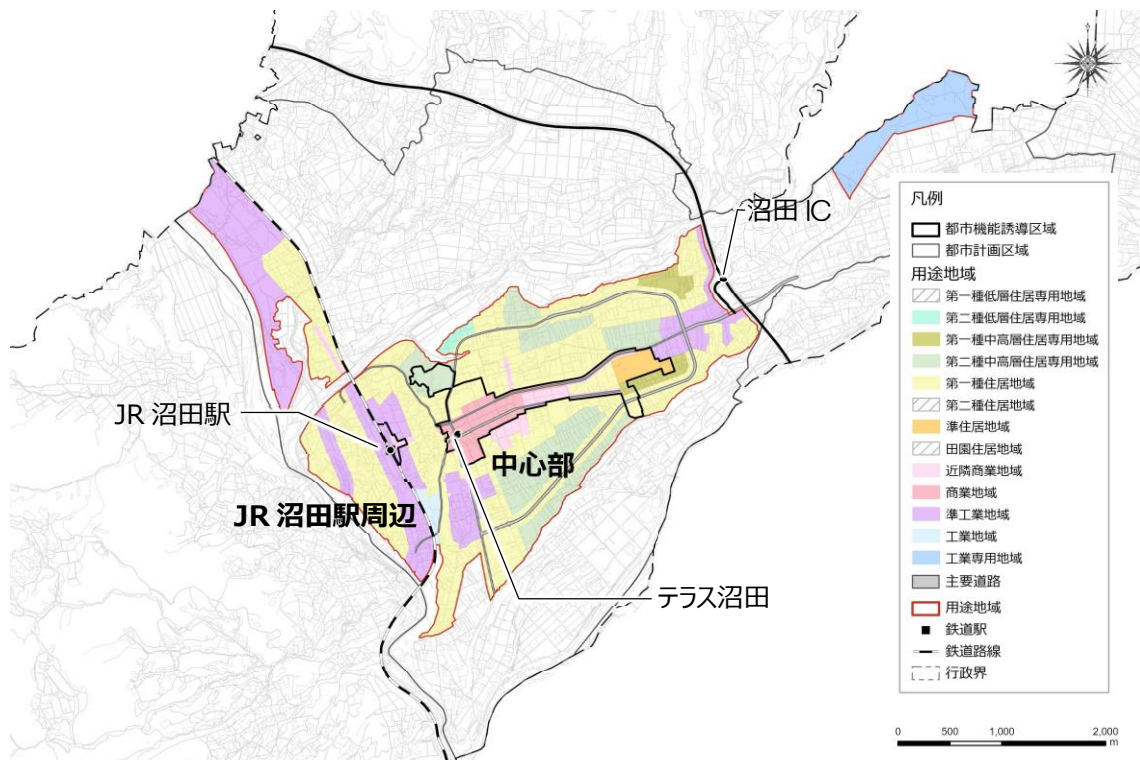 沼田 IC
JR 沼田駅
中心部
JR 沼田駅周辺
テラス沼田
凡例
都市機能誘導区域
都市計画区域
用途地域
第一種低層住居専用地域
第二種低層住居専用地域
第一種中高層住居専用地域
第二種中高層住居専用地域
第一種住居地域
第二種住居地域
準住居地域
田園住居地域
近隣商業地域
商業地域
準工業地域
工業地域
工業専用地域
主要道路
用途地域
鉄道駅
鉄道路線
行政界
0 500 1,000 2,000
m